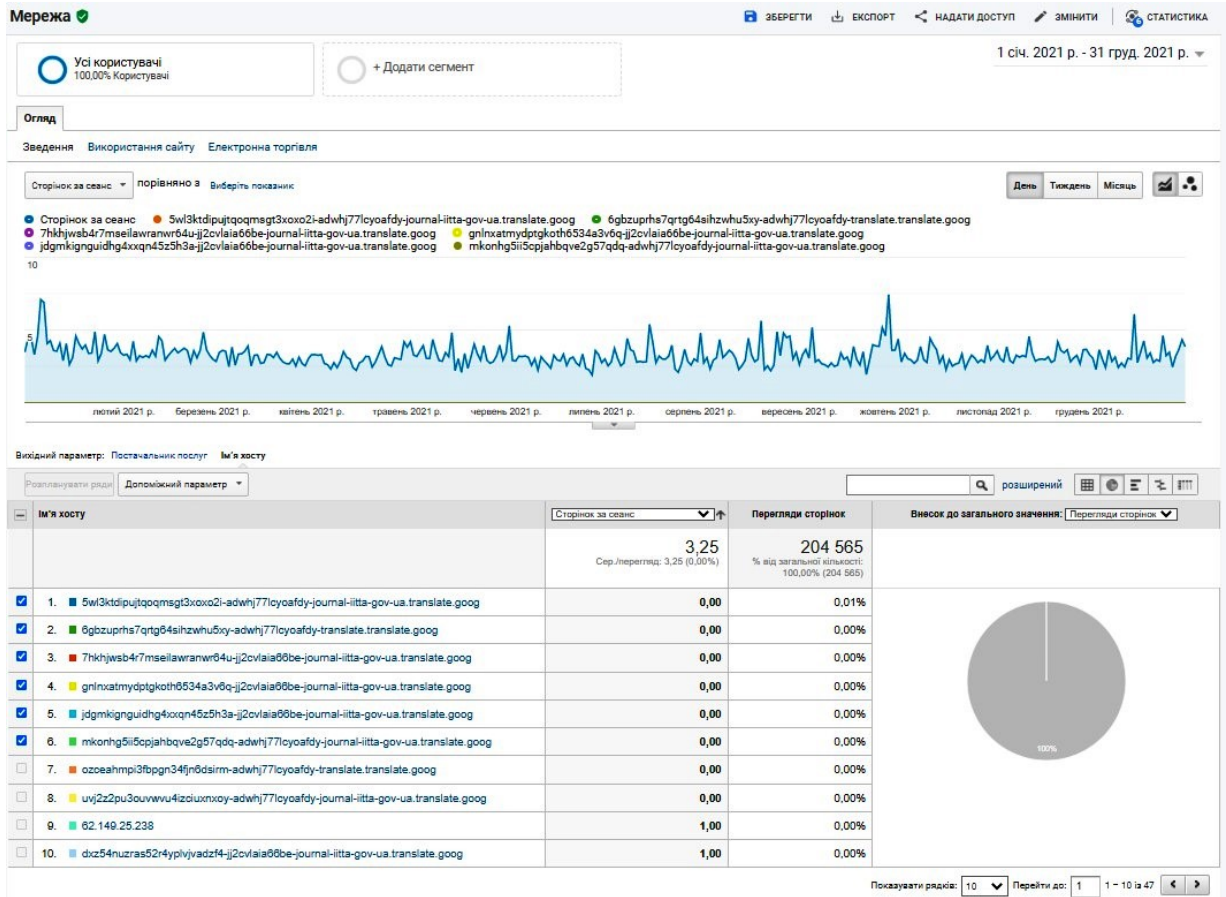 Мережа
ЗБЕРЕГТИ ЕКСПОРТ НАДАТИ ДОСТУП ЗМІНИТИ СТАТИСТИКА
Усі користувачі
100,00% Користувачі
+ Додати сегмент
1 січ. 2021 р. - 31 груд. 2021 р.
Огляд
Зведення Використання сайту Електронна торгівля
Сторінок за сеанс порівняно з Виберіть показник
День Тиждень Місяць
Сторінок за сеанс 5wl3ktdipujtqoqmsgt3xoxo2i-adwhj77lcyoafdy-journal-iitta-gov-ua.translate.goog 6gbzuprhs7qrtg64sihzwhu5xy-adwhj77lcyoafdy-translate.translate.goog
7hkhjwsb4r7mseilawranwr64u-jj2cvlaia66be-journal-iitta-gov-ua.translate.goog gnlnxatmydptgkoth6534a3v6q-jj2cvlaia66be-journal-iitta-gov-ua.translate.goog
jdgmkignguidhg4xxqn45z5h3a-jj2cvlaia66be-journal-iitta-gov-ua.translate.goog mkonhg5ii5cpjahbqve2g57qdq-adwhj77lcyoafdy-journal-iitta-gov-ua.translate.goog
10
5
лютий 2021 р. березень 2021 р. квітень 2021 р. травень 2021 р. червень 2021 р. липень 2021 р. серпень 2021 р. вересень 2021 р. жовтень 2021 р. листопад 2021 р. грудень 2021 р.
Вихідний параметр: Постачальник послуг Ім'я хосту
Розпланувати ряди Допоміжний параметр розширений
Ім'я хосту Сторінок за сеанс Перегляди сторінок Внесок до загального значення: Перегляди сторінок
3,25 204 565
Сер./перегляд: 3,25 (0,00%) % від загальної кількості:
100,00% (204 565)
1. 5wl3ktdipujtqoqmsgt3xoxo2i-adwhj77lcyoafdy-journal-iitta-gov-ua.translate.goog 0,00 0,01%
2. 6gbzuprhs7qrtg64sihzwhu5xy-adwhj77lcyoafdy-translate.translate.goog 0,00 0,00%
3. 7hkhjwsb4r7mseilawranwr64u-jj2cvlaia66be-journal-iitta-gov-ua.translate.goog 0,00 0,00%
4. gnlnxatmydptgkoth6534a3v6q-jj2cvlaia66be-journal-iitta-gov-ua.translate.goog 0,00 0,00%
5. jdgmkignguidhg4xxqn45z5h3a-jj2cvlaia66be-journal-iitta-gov-ua.translate.goog 0,00 0,00%
6. mkonhg5ii5cpjahbqve2g57qdq-adwhj77lcyoafdy-journal-iitta-gov-ua.translate.goog 0,00 0,00%
100%
7. ozceahmpi3fbpgn34fjn6dsirm-adwhj77lcyoafdy-translate.translate.goog 0,00 0,00%
8. uvj2z2pu3ouvwvu4izciuxnxoy-adwhj77lcyoafdy-journal-iitta-gov-ua.translate.goog 0,00 0,00%
9. 62.149.25.238 1,00 0,00%
10. dxz54nuzras52r4yplvjvadzf4-jj2cvlaia66be-journal-iitta-gov-ua.translate.goog 1,00 0,00%
Показувати рядків: 10 Перейти до: 1 1 – 10 із 47